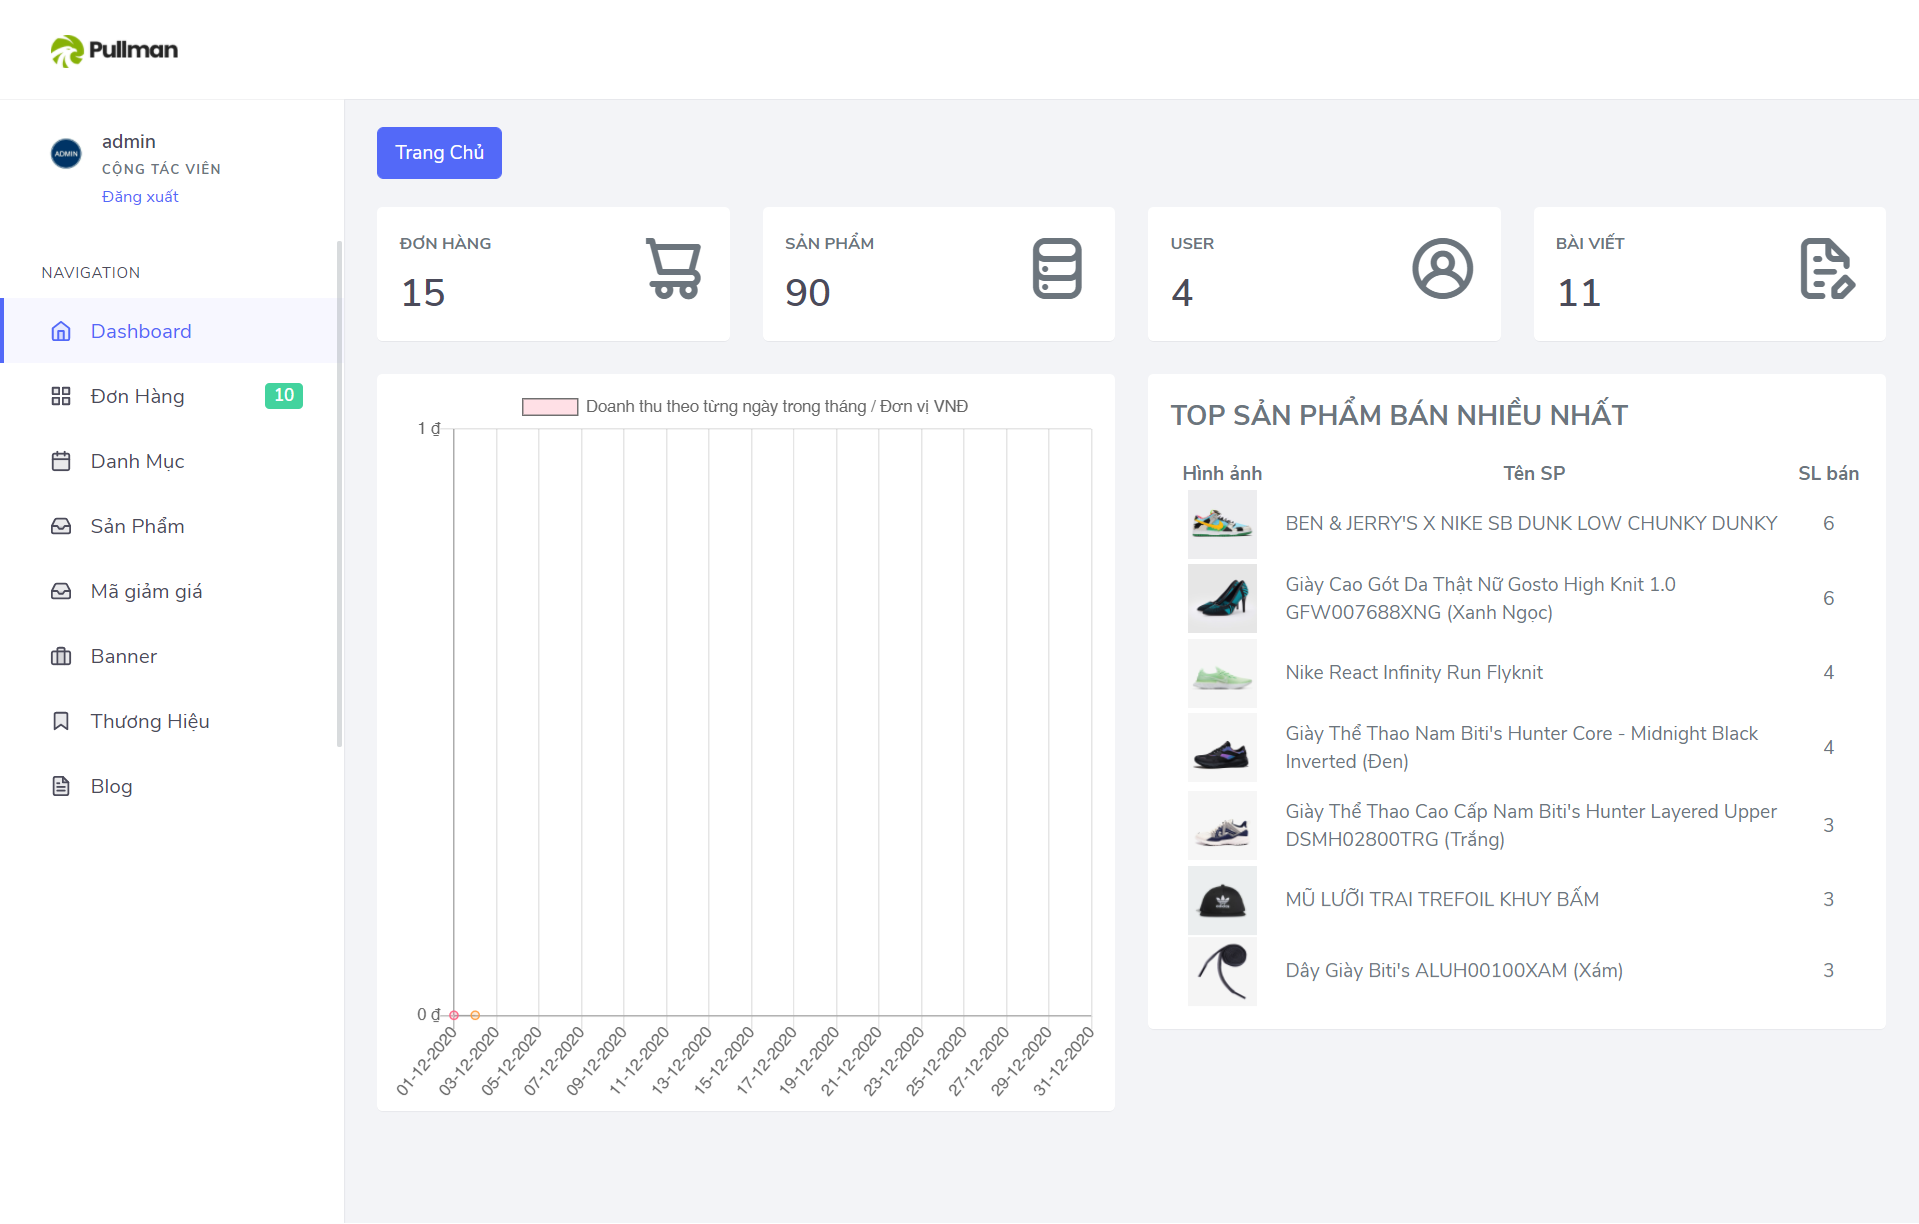 Pullman
ADMIN
admin
CỘNG TÁC VIÊN
Đăng xuất
NAVIGATION
Dashboard
Đơn Hàng 10
Danh Mục
Sản Phẩm
Mã giảm giá
Banner
Thương Hiệu
Blog
Trang Chủ
ĐƠN HÀNG
15
SẢN PHẨM
90
USER
4
BÀI VIẾT
11
Doanh thu theo từng ngày trong tháng / Đơn vị VNĐ
1 ₫
0 ₫
01-12-2020
03-12-2020
05-12-2020
07-12-2020
09-12-2020
11-12-2020
13-12-2020
15-12-2020
17-12-2020
19-12-2020
21-12-2020
23-12-2020
25-12-2020
27-12-2020
29-12-2020
31-12-2020
TOP SẢN PHẨM BÁN NHIỀU NHẤT
Hình ảnh Tên SP SL bán
BEN & JERRY'S X NIKE SB DUNK LOW CHUNKY DUNKY 6
Giày Cao Gót Da Thật Nữ Gosto High Knit 1.0
GFW007688XNG (Xanh Ngọc) 6
Nike React Infinity Run Flyknit 4
Giày Thể Thao Nam Biti's Hunter Core - Midnight Black
Inverted (Đen) 4
Giày Thể Thao Cao Cấp Nam Biti's Hunter Layered Upper
DSMH02800TRG (Trắng) 3
MŨ LƯỠI TRAI TREFOIL KHUY BẤM 3
Dây Giày Biti's ALUH00100XAM (Xám) 3